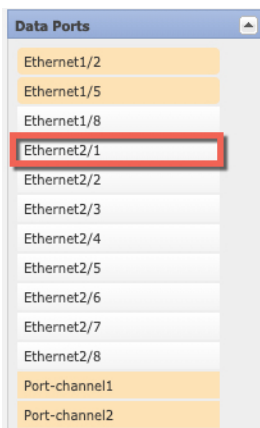 Data Ports
Ethernet1/2
Ethernet1/5
Ethernet1/8
Ethernet2/1
Ethernet2/2
Ethernet2/3
Ethernet2/4
Ethernet2/5
Ethernet2/6
Ethernet2/7
Ethernet2/8
Port-channel1
Port-channel2